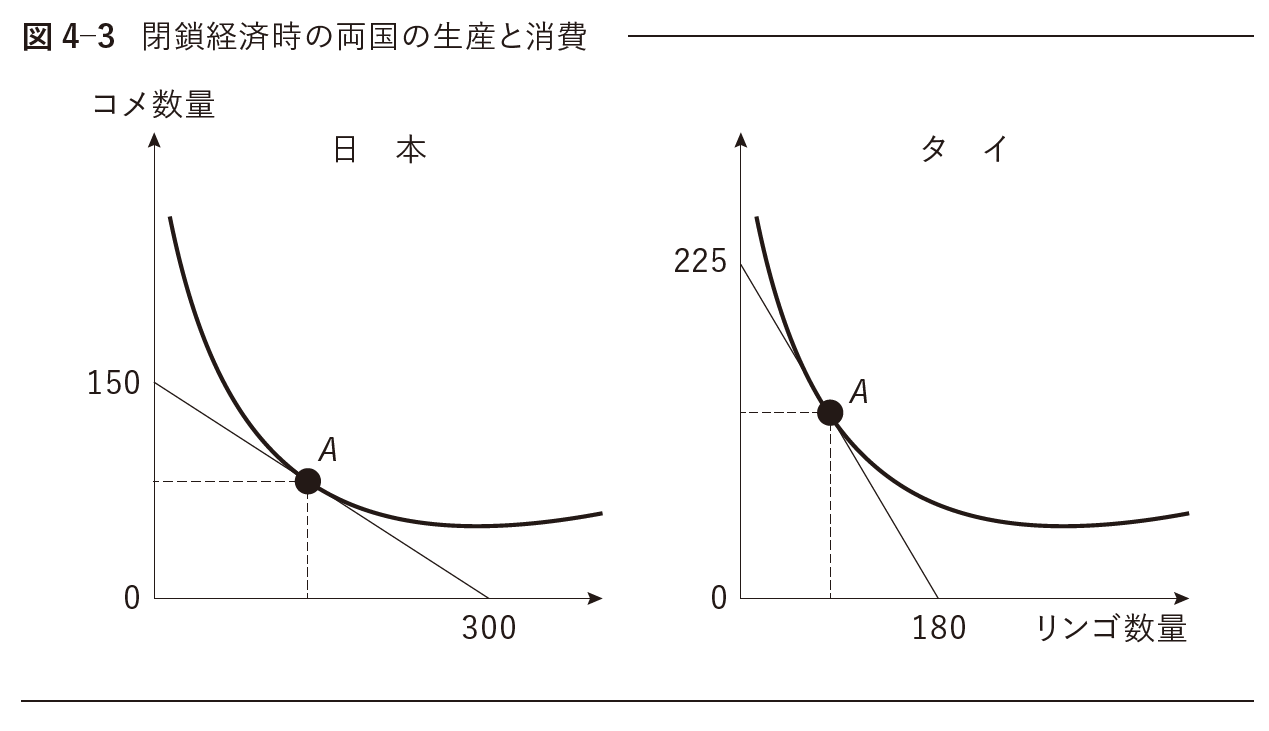 図 4–3 閉鎖経済時の両国の生産と消費
コメ数量
日 本
150
A
0
300
タ イ
225
A
0
180
リンゴ数量